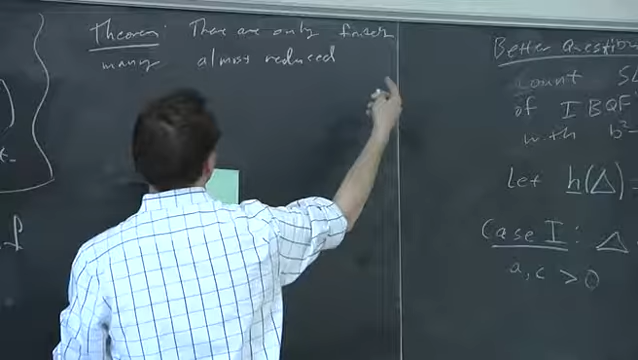 Theorem: There are only finitely
many almost reduced
Better Question
count
of IBQF
with b²-
Let h(Δ)
Case I: Δ
a, c > 0